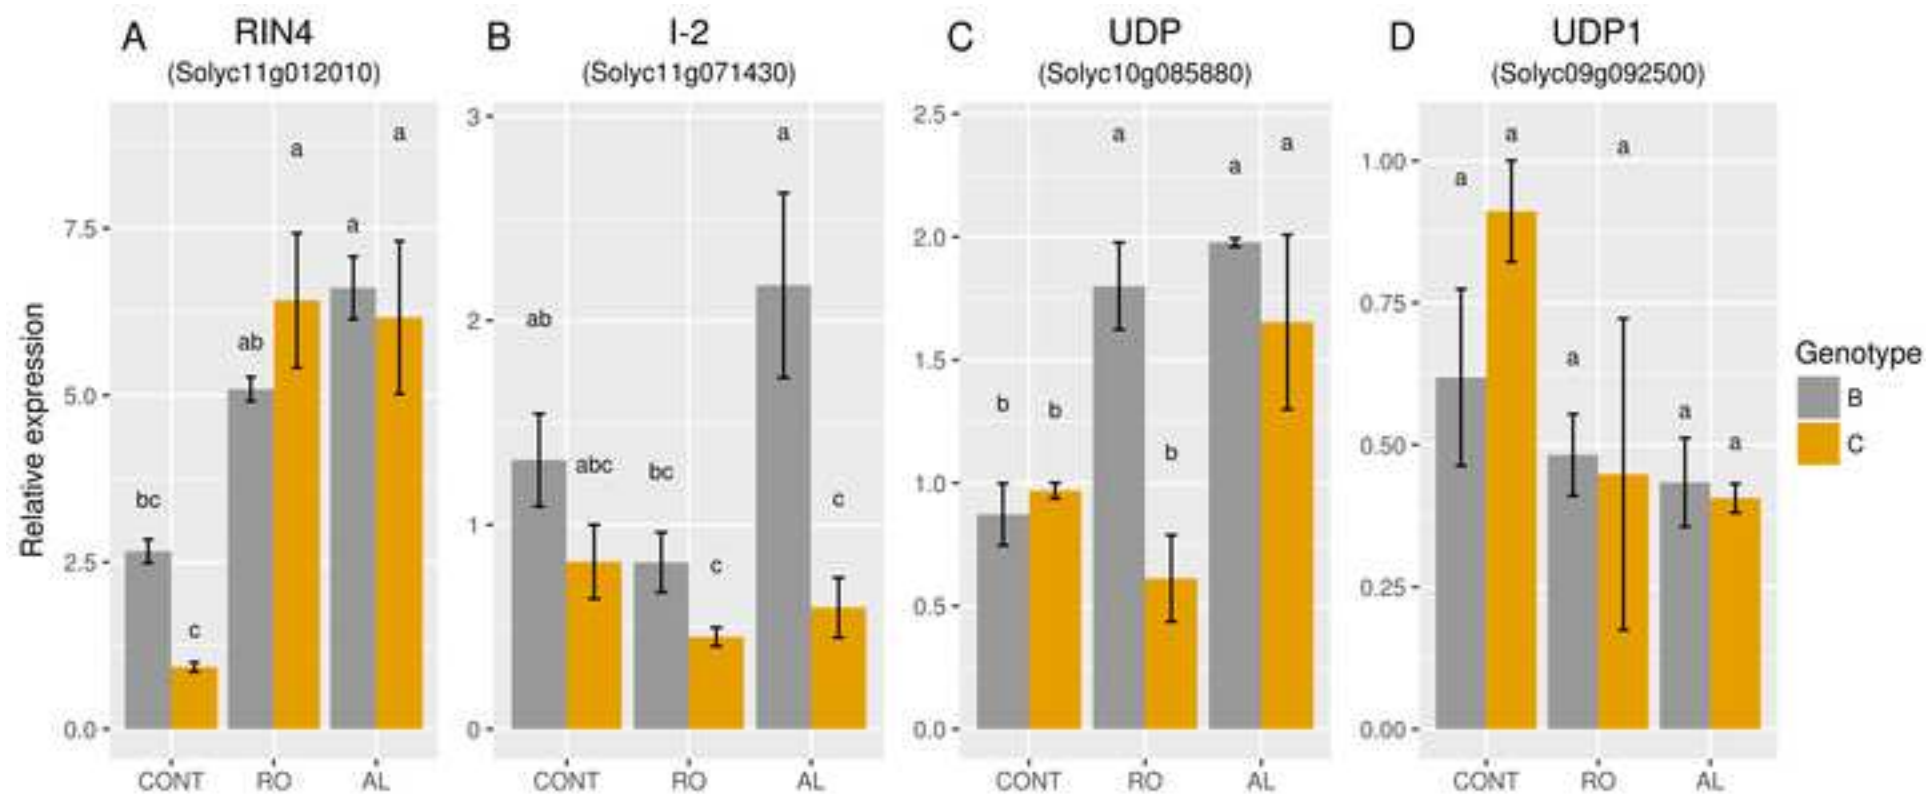 A RIN4
(Solyc11g012010)
B I-2
(Solyc11g071430)
C UDP
(Solyc10g085880)
D UDP1
(Solyc09g092500)
Relative expression
7.5
5.0
2.5
0.0
bc
c
ab
a
a
a
CONT RO AL
3
2
1
0
ab
abc
bc
c
a
c
CONT RO AL
2.5
2.0
1.5
1.0
0.5
0.0
b
b
a
b
a
a
CONT RO AL
1.00
0.75
0.50
0.25
0.00
a
a
a
a
a
a
CONT RO AL
Genotype
B
C